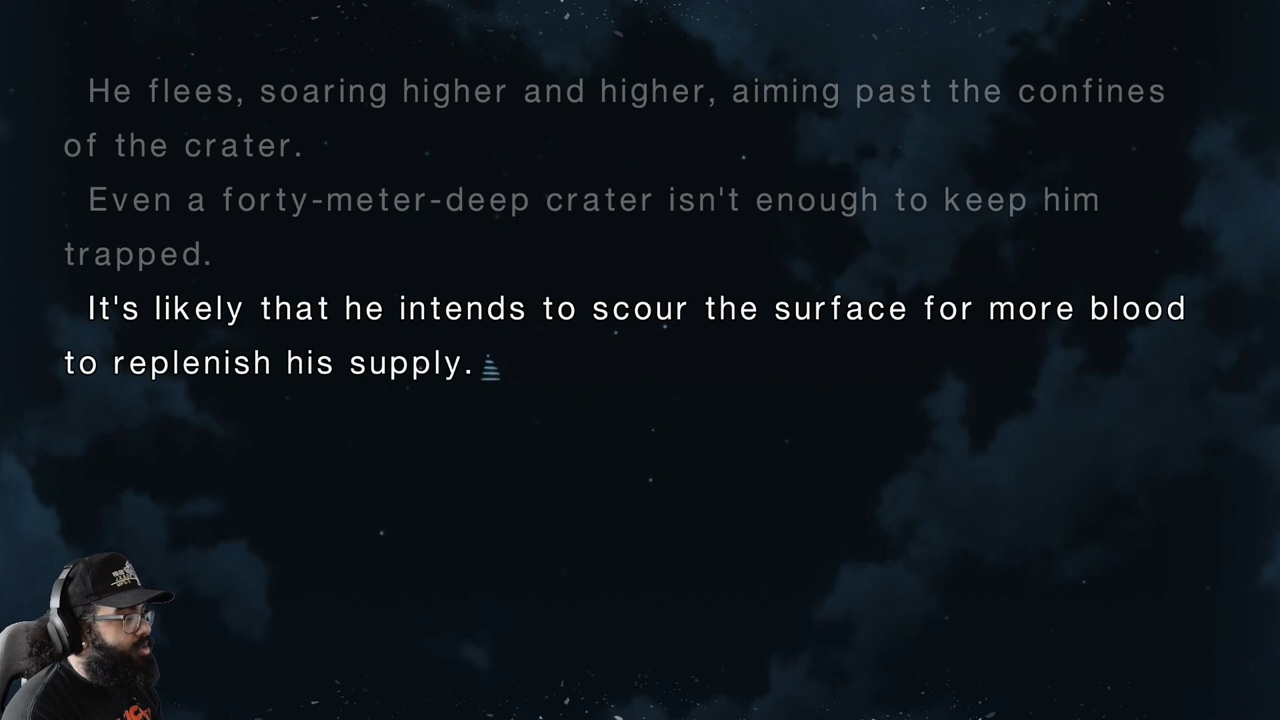 He flees, soaring higher and higher, aiming past the confines
of the crater.
Even a forty-meter-deep crater isn't enough to keep him
trapped.
It's likely that he intends to scour the surface for more blood
to replenish his supply.